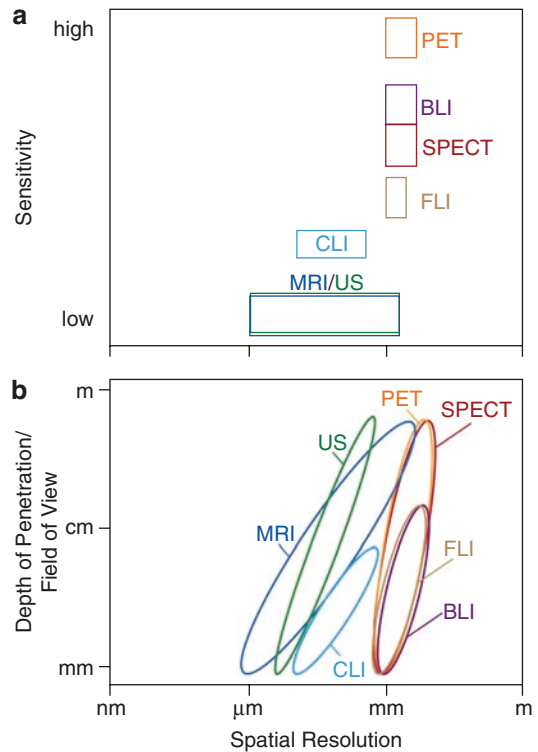 a
high
PET
BLI
SPECT
Sensitivity
FLI
CLI
MRI/US
low
b
m
PET
SPECT
US
Depth of Penetration/
Field of View
cm
MRI
FLI
BLI
CLI
mm
nm μm mm m
Spatial Resolution